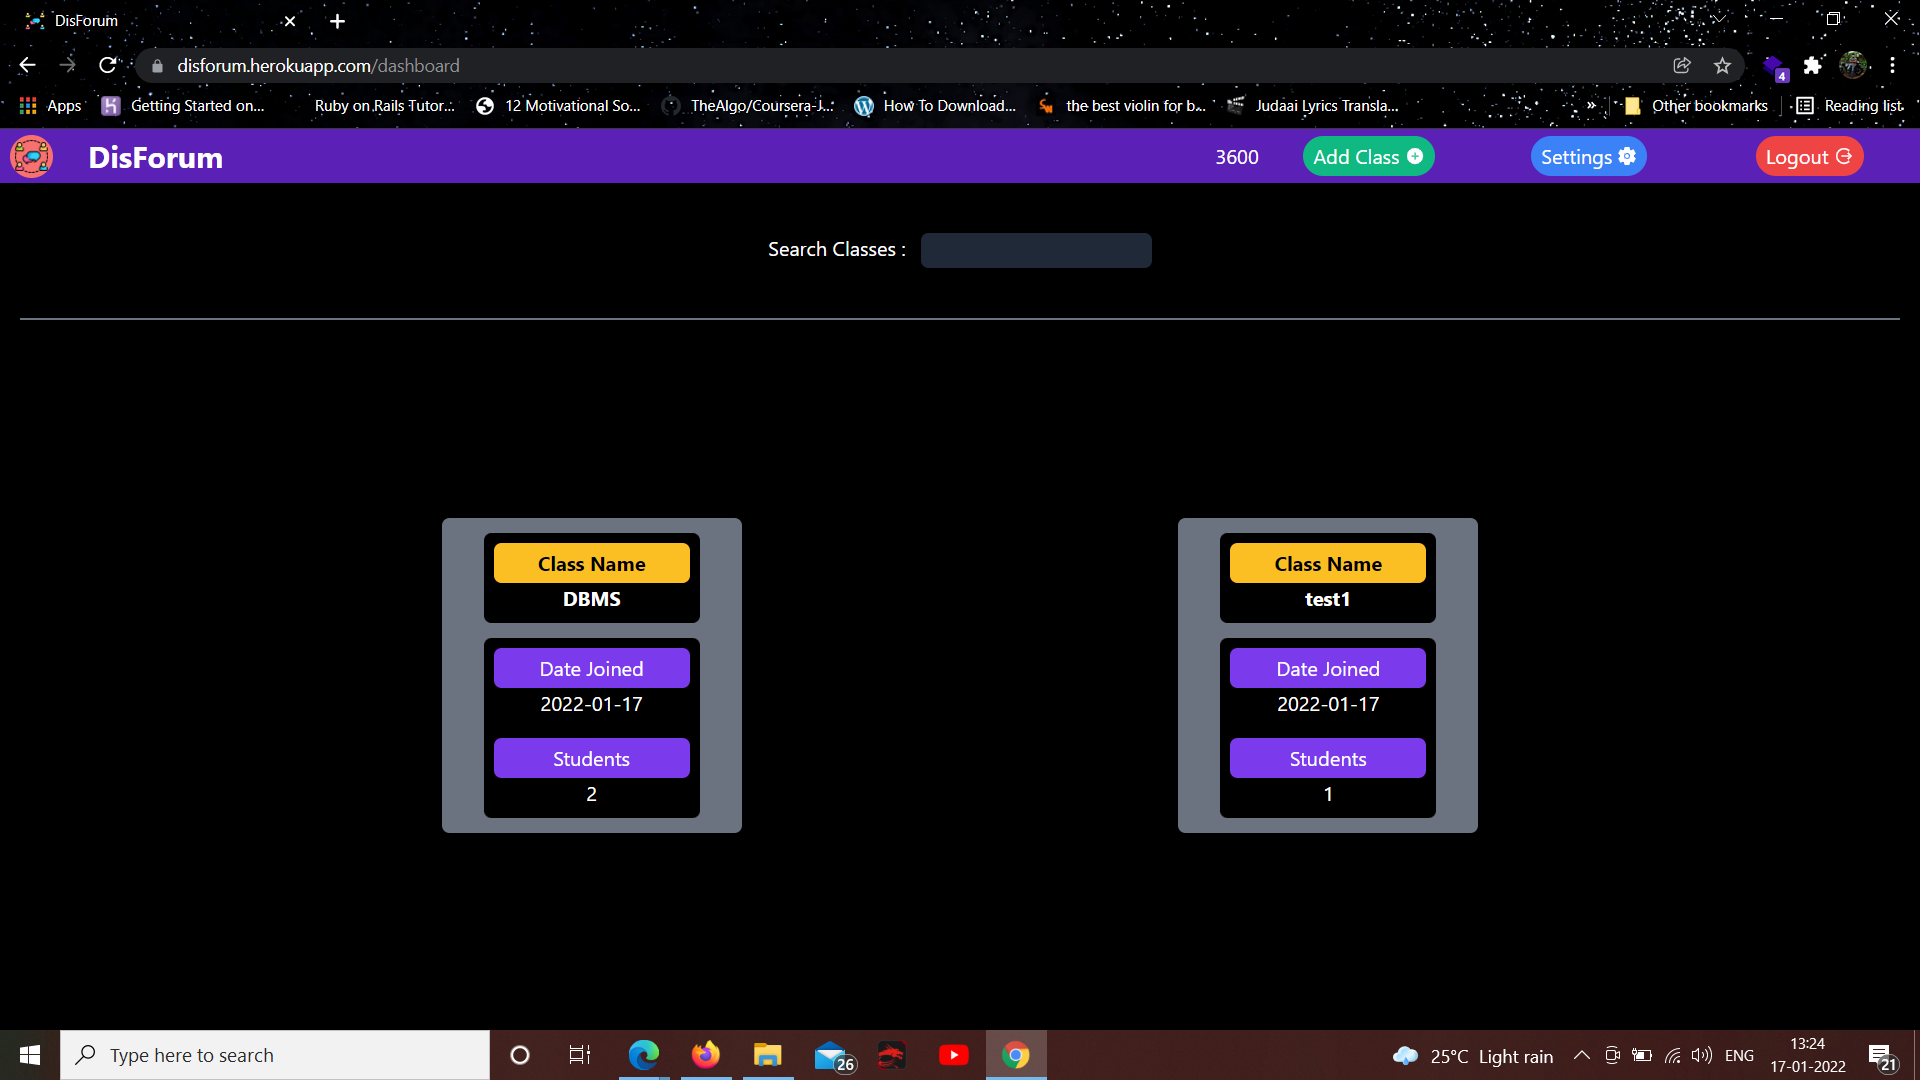 DisForum
disforum.herokuapp.com/dashboard
4
Apps Getting Started on... Ruby on Rails Tutor... 12 Motivational So... TheAlgo/Coursera-J... How To Download... the best violin for b... Judaai Lyrics Transla... » Other bookmarks Reading list
DisForum 3600 Add Class Settings Logout
Search Classes :
Class Name
DBMS
Date Joined
2022-01-17
Students
2
Class Name
test1
Date Joined
2022-01-17
Students
1
Type here to search 26 25°C Light rain ENG 13:24
17-01-2022
21